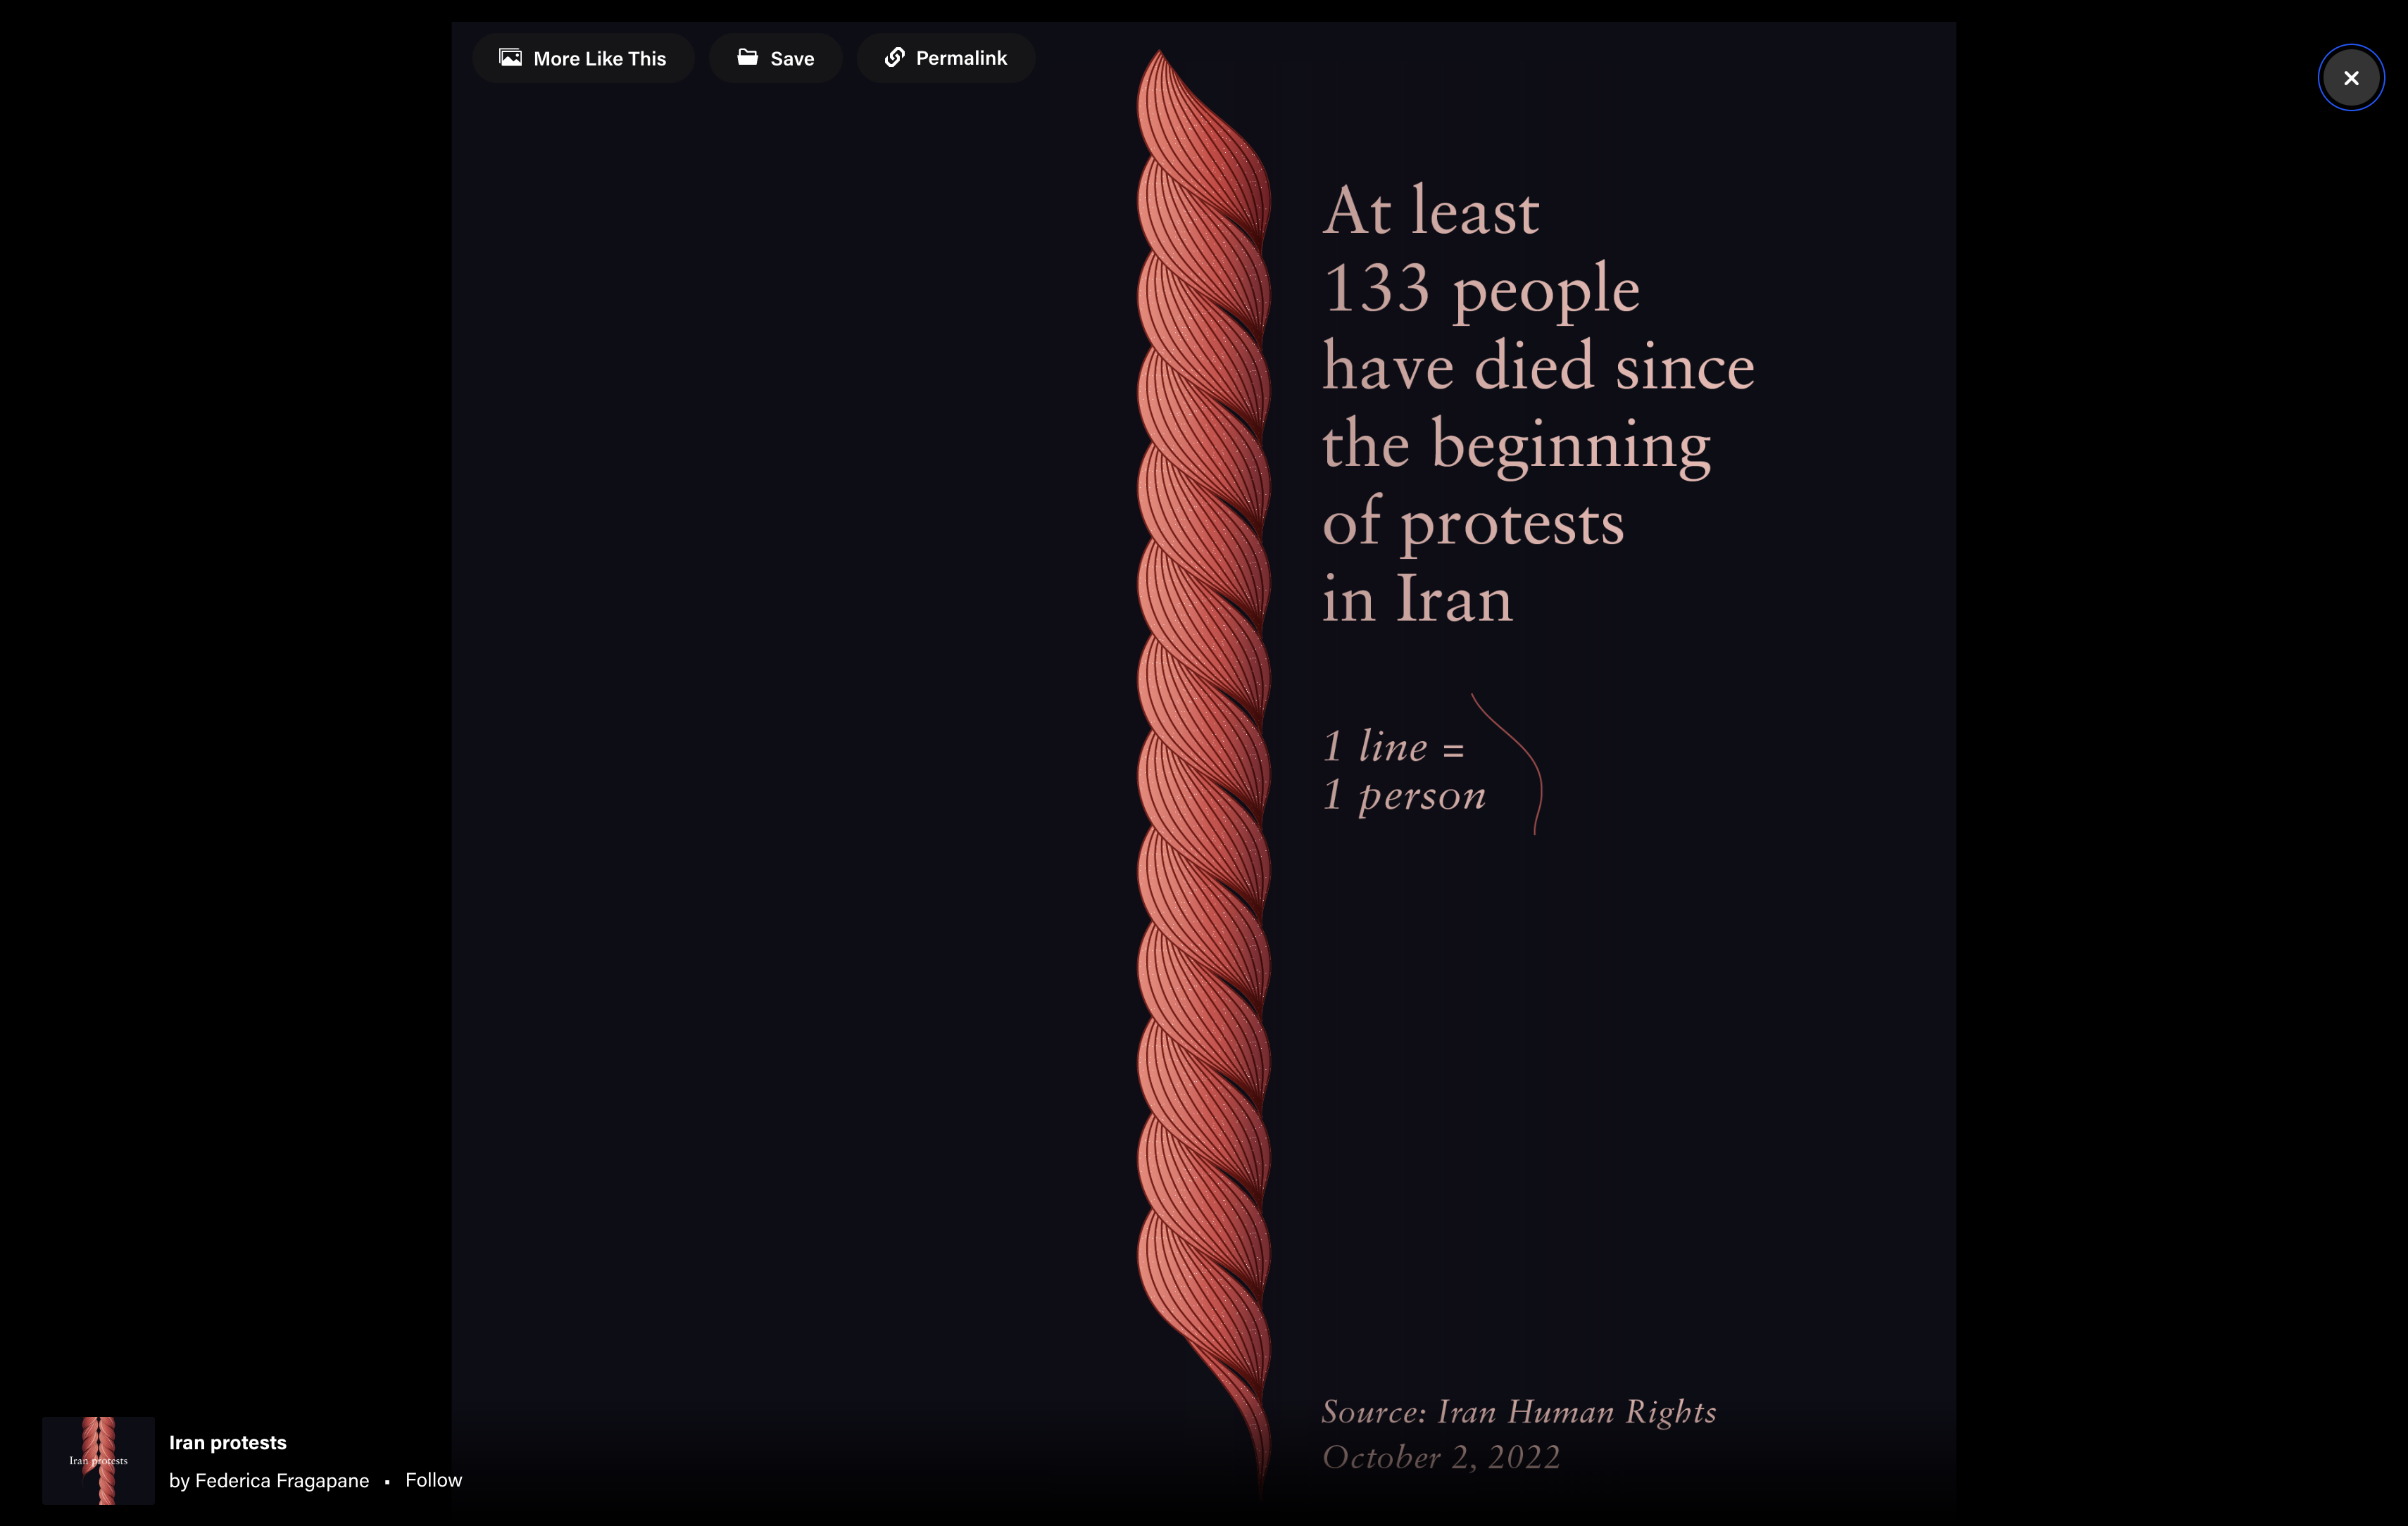 More Like This
Save
Permalink
At least
133 people
have died since
the beginning
of protests
in Iran
1 line =
1 person
Source: Iran Human Rights
October 2, 2022
Iran protests
Iran protests
by Federica Fragapane · Follow